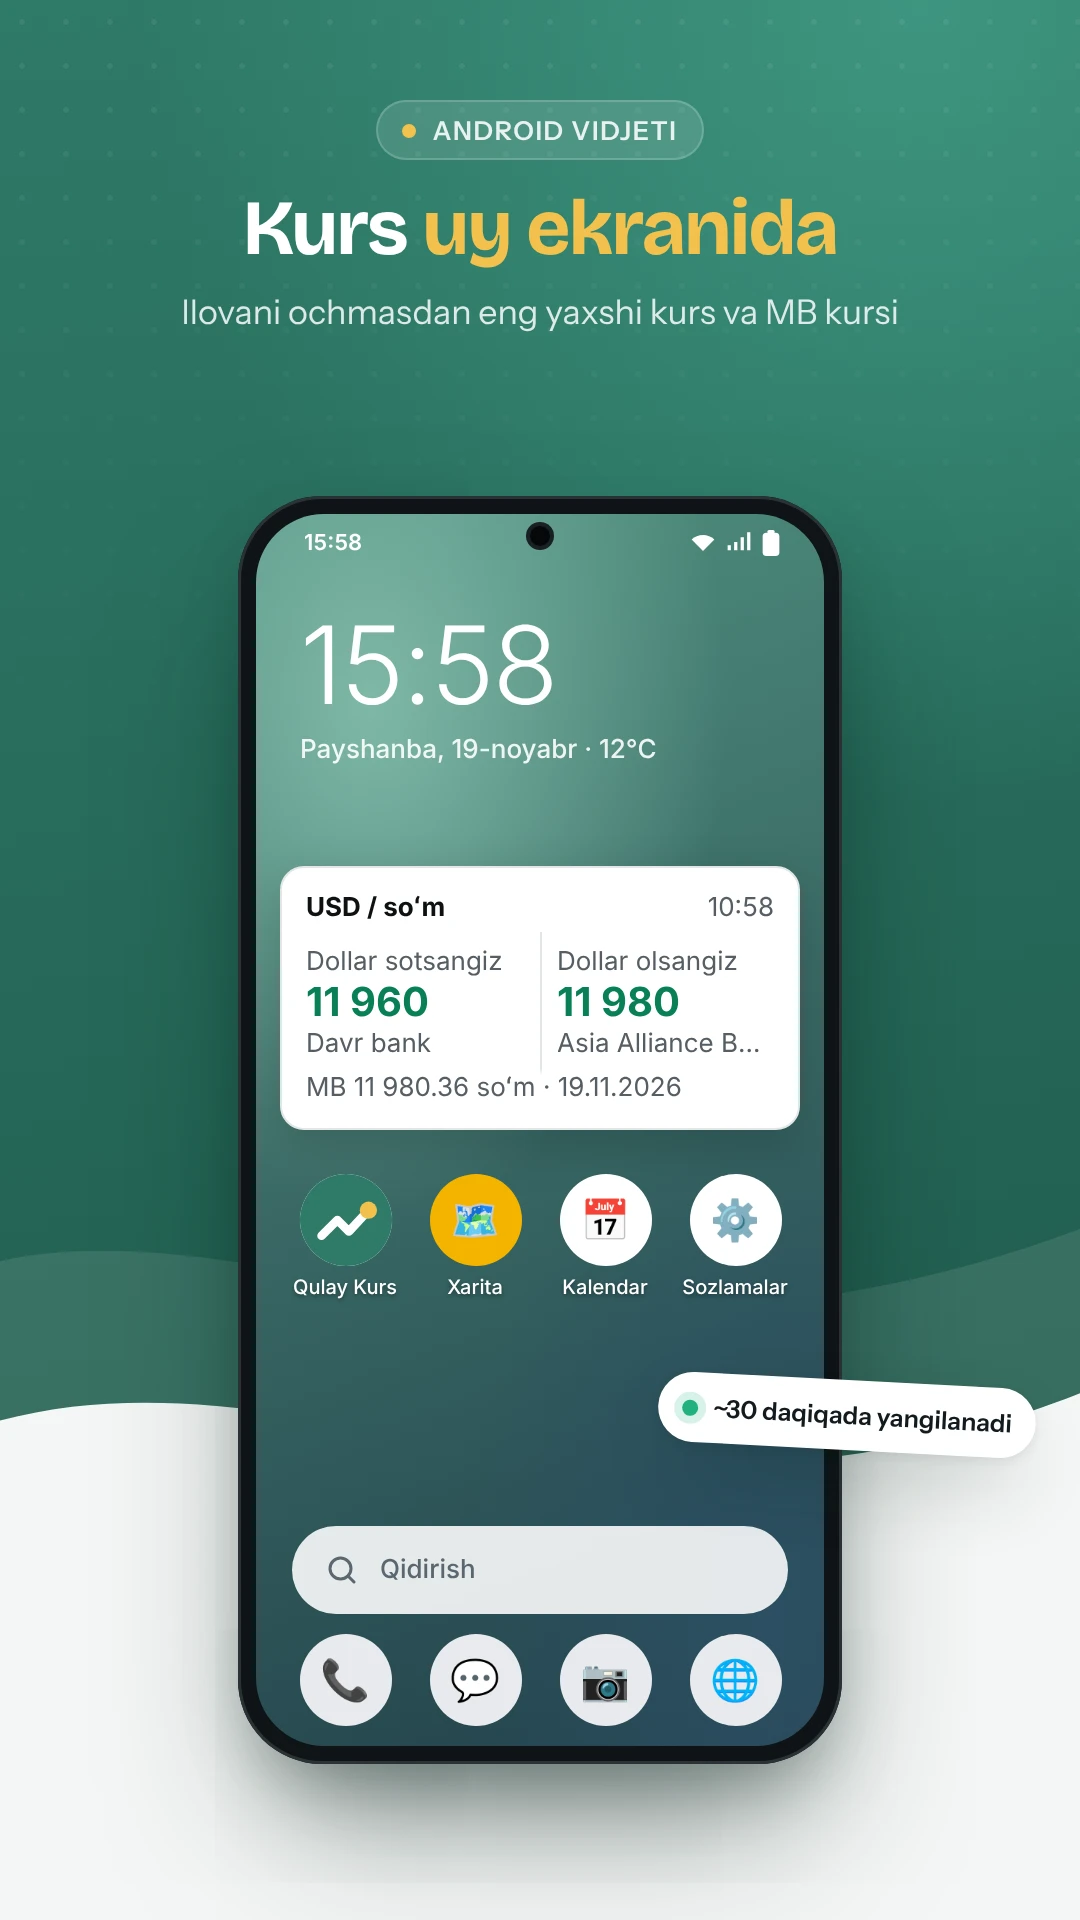 ANDROID VIDJETI
Kurs uy ekranida
Ilovani ochmasdan eng yaxshi kurs va MB kursi
15:58
15:58
Payshanba, 19-noyabr · 12°C
USD / soʻm 10:58
Dollar sotsangiz
11 960
Davr bank
Dollar olsangiz
11 980
Asia Alliance B...
MB 11 980.36 soʻm · 19.11.2026
July
17
Qulay Kurs
Xarita
Kalendar
Sozlamalar
~30 daqiqada yangilanadi
Qidirish